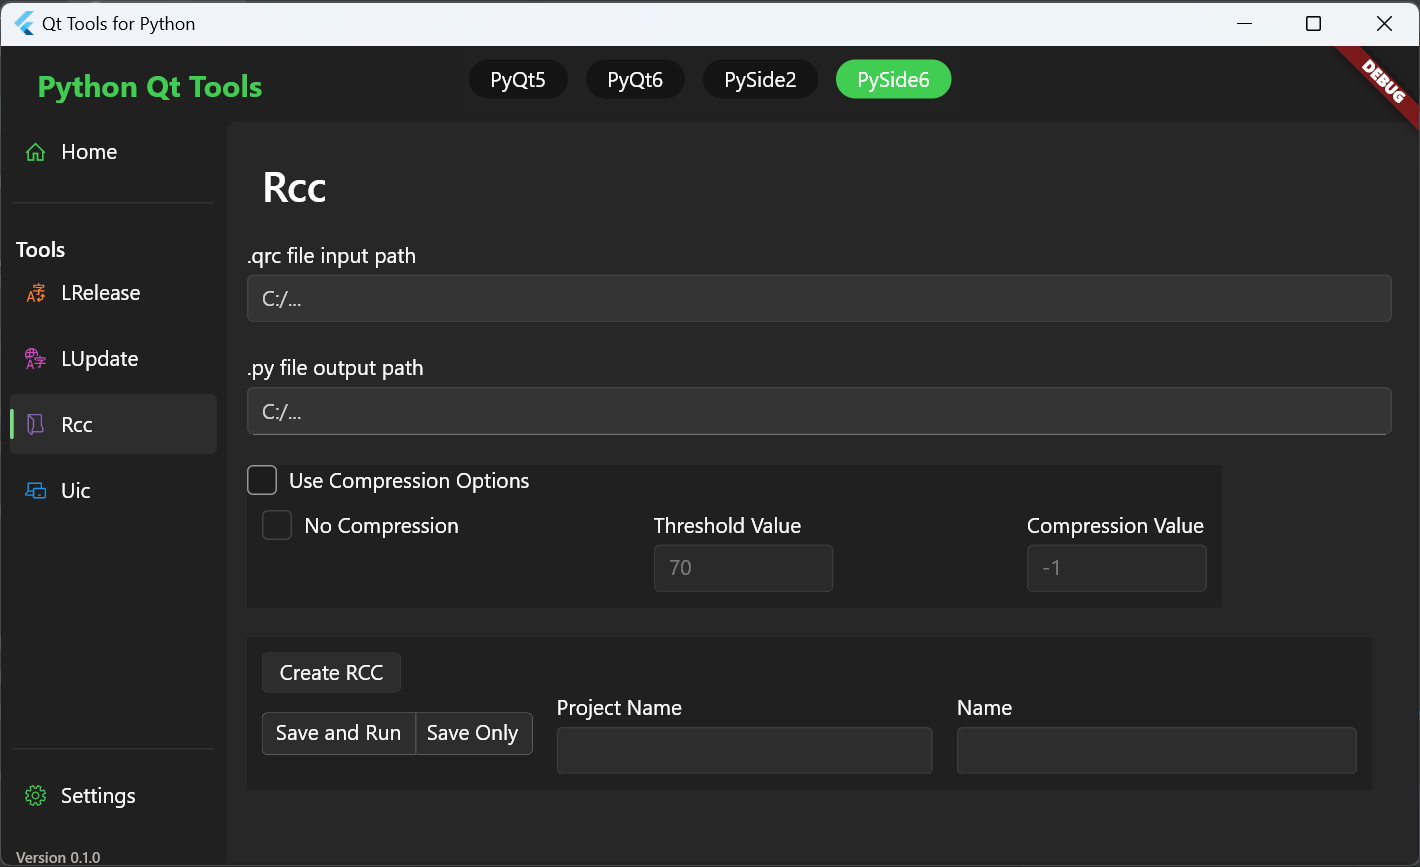 Qt Tools for Python
Python Qt Tools
PyQt5
PyQt6
PySide2
PySide6
DEBUG
Home
Tools
LRelease
LUpdate
Rcc
Uic
Settings
Version 0.1.0
Rcc
.qrc file input path
C:/...
.py file output path
C:/...
Use Compression Options
No Compression
Threshold Value
70
Compression Value
-1
Create RCC
Save and Run
Save Only
Project Name
Name